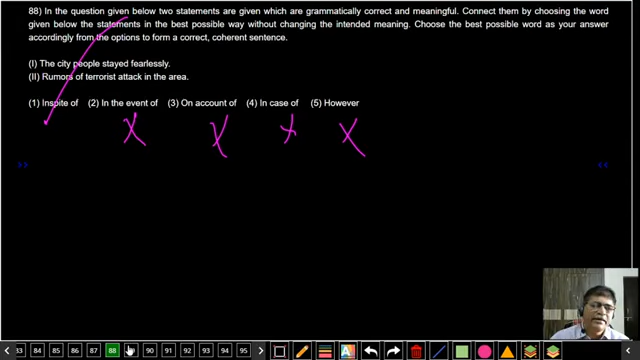 88) In the question given below two statements are given which are grammatically correct and meaningful. Connect them by choosing the word
given below the statements in the best possible way without changing the intended meaning. Choose the best possible word as your answer
accordingly from the options to form a correct, coherent sentence.
(I) The city people stayed fearlessly.
(II) Rumors of terrorist attack in the area.
(1) Inspite of (2) In the event of (3) On account of (4) In case of (5) However
>> <<
33 84 85 86 87 88 90 91 92 93 94 95